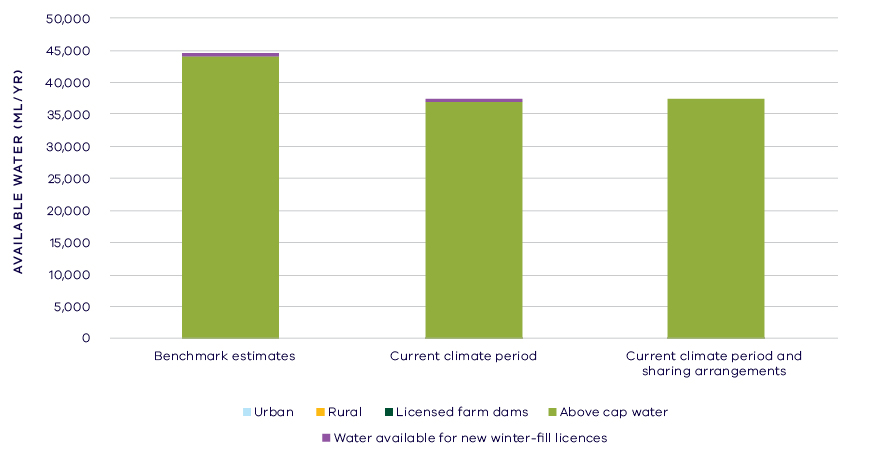 AVAILABLE WATER (ML/YR)
50,000
45,000
40,000
35,000
30,000
25,000
20,000
15,000
10,000
5,000
0
Benchmark estimates
Current climate period
Current climate period and
sharing arrangements
Urban
Rural
Licensed farm dams
Above cap water
Water available for new winter-fill licences